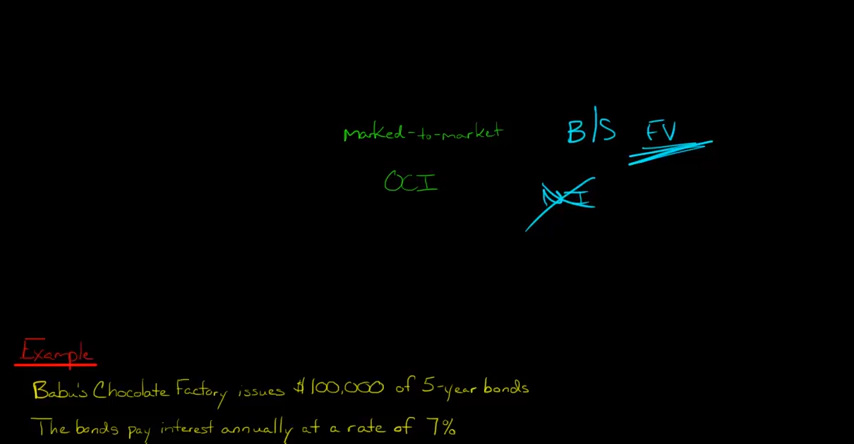 Marked-to-market B/S FV
OCI NI
Example
Babu's Chocolate Factory issues $100,000 of 5-year bonds
The bonds pay interest annually at a rate of 7%